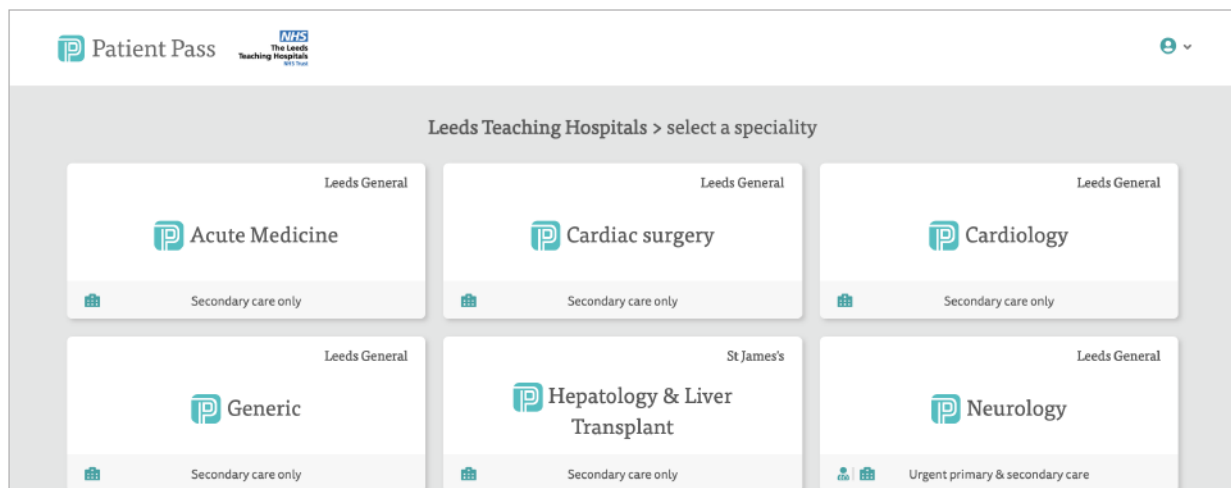 Patient Pass
NHS
The Leeds
Teaching Hospitals
NHS Trust
Leeds Teaching Hospitals > select a speciality
Leeds General
Acute Medicine
Secondary care only
Leeds General
Cardiac surgery
Secondary care only
Leeds General
Cardiology
Secondary care only
Leeds General
Generic
Secondary care only
St James's
Hepatology & Liver
Transplant
Secondary care only
Leeds General
Neurology
Urgent primary & secondary care